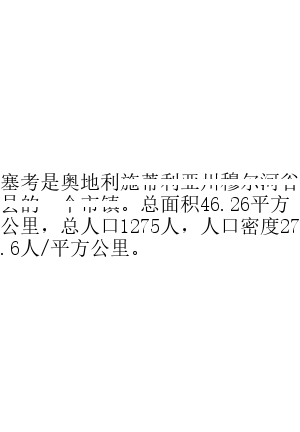 塞考是奥地利施蒂利亚州穆尔河谷
县的一个市镇。总面积46.26平方
公里，总人口1275人，人口密度27
.6人/平方公里。